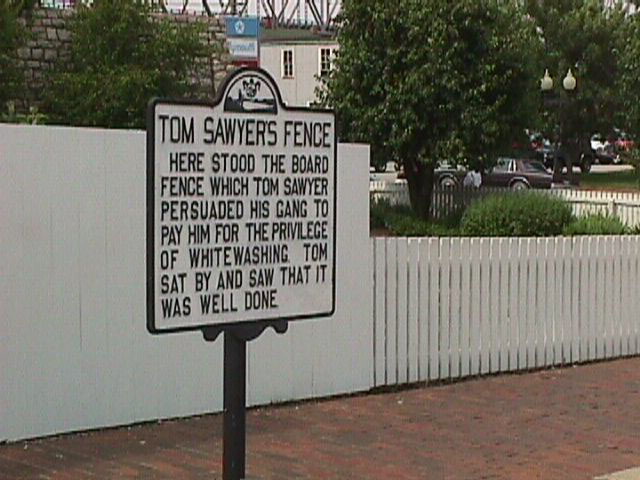 Plymouth
TOM SAWYER'S FENCE
HERE STOOD THE BOARD
FENCE WHICH TOM SAWYER
PERSUADED HIS GANG TO
PAY HIM FOR THE PRIVILEGE
OF WHITEWASHING. TOM
SAT BY AND SAW THAT IT
WAS WELL DONE.